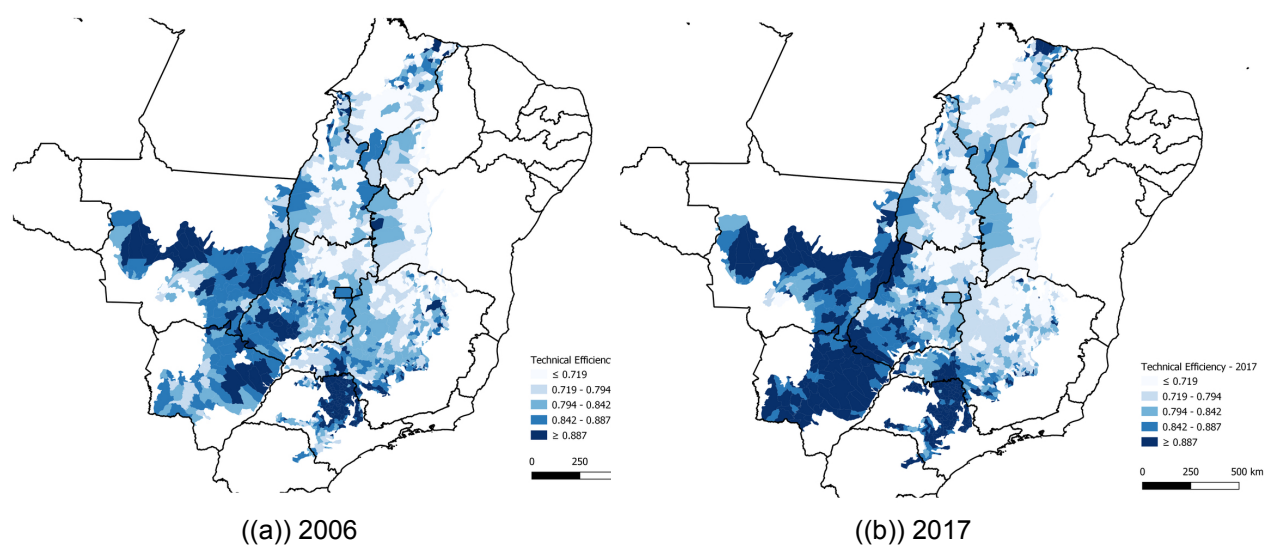 Technical Efficienc
≤ 0.719
0.719 - 0.794
0.794 - 0.842
0.842 - 0.887
≥ 0.887
0 250
((a)) 2006
Technical Efficiency - 2017
≤ 0.719
0.719 - 0.794
0.794 - 0.842
0.842 - 0.887
≥ 0.887
0 250 500 km
((b)) 2017